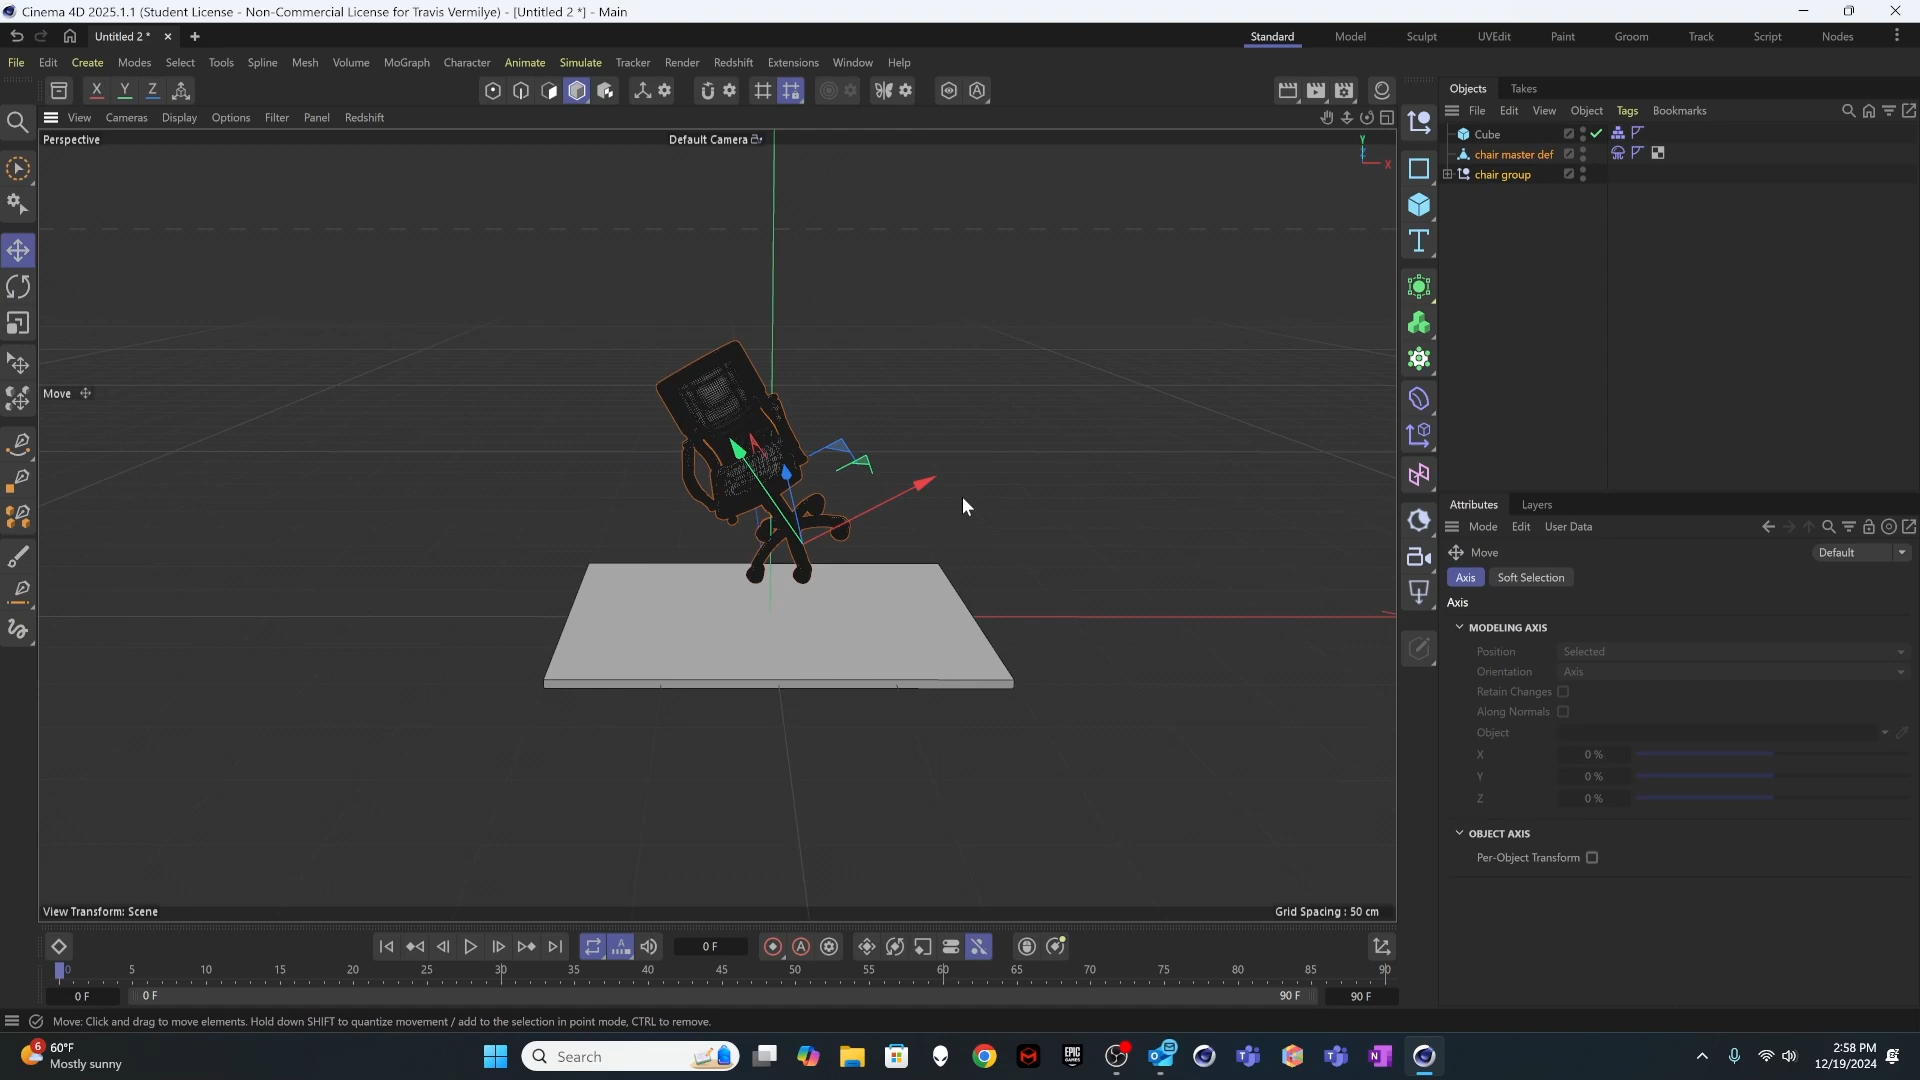 Cinema 4D 2025.1.1 (Student License - Non-Commercial License for Travis Vermilye) - [Untitled 2 *] - Main
Untitled 2 *
Standard Model Sculpt UVEdit Paint Groom Track Script Nodes
File Edit Create Modes Select Tools Spline Mesh Volume MoGraph Character Animate Simulate Tracker Render Redshift Extensions Window Help
X Y Z
Objects Takes
View Cameras Display Options Filter Panel Redshift
File Edit View Object Tags Bookmarks
Perspective
Default Camera
Y
Z
X
Cube
chair master def
chair group
Move
Attributes Layers
Mode Edit User Data
Move
Default
Axis Soft Selection
Axis
MODELING AXIS
Position Selected
Orientation Axis
Retain Changes
Along Normals
Object
X 0 %
Y 0 %
Z 0 %
OBJECT AXIS
Per-Object Transform
View Transform: Scene
Grid Spacing : 50 cm
0 F
0 5 10 15 20 25 30 35 40 45 50 55 60 65 70 75 80 85 90
0 F 0 F 90 F 90 F
Move: Click and drag to move elements. Hold down SHIFT to quantize movement / add to the selection in point mode, CTRL to remove.
6
60°F
Mostly sunny
Search
EPIC
GAMES
2:58 PM
12/19/2024